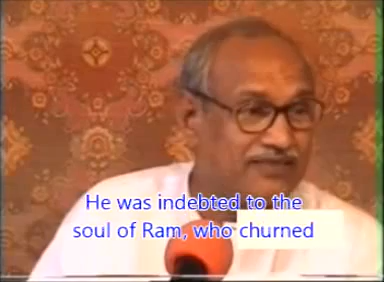 He was indebted to the
soul of Ram, who churned